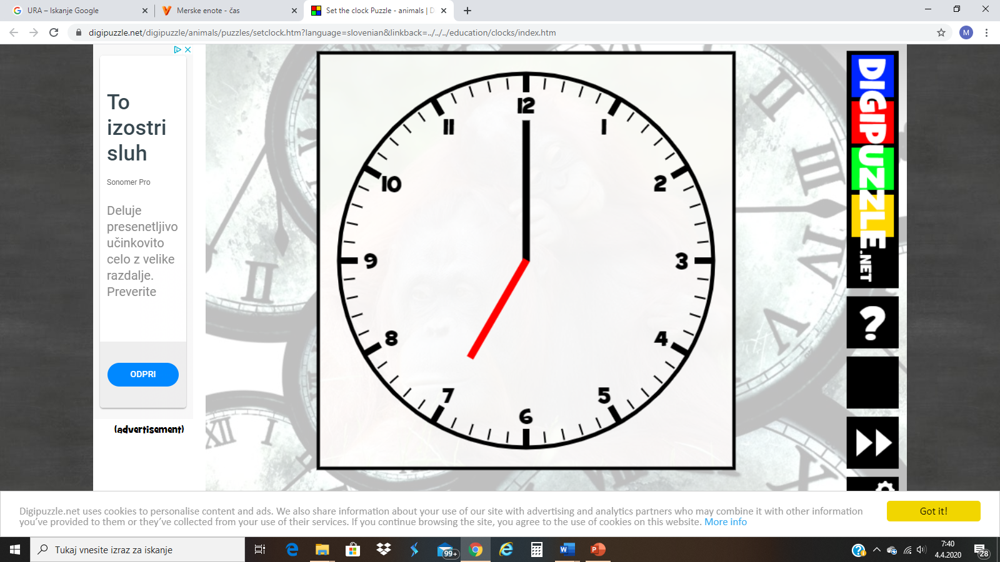 URA – Iskanje Google
Merske enote - čas
Set the clock Puzzle - animals | D
digipuzzle.net/digipuzzle/animals/puzzles/setclock.htm?language=slovenian&linkback=../../../education/clocks/index.htm
M
To
izostri
sluh
Sonomer Pro
Deluje
presenetljivo
učinkovito
celo z velike
razdalje.
Preverite
ODPRI
(advertisement)
12
11
1
10
2
9
3
8
4
7
5
6
II
III
V
X
XII
I
DIGIPUZZLE.NET
?
Digipuzzle.net uses cookies to personalise content and ads. We also share information about your use of our site with advertising and analytics partners who may combine it with other information
you've provided to them or they've collected from your use of their services. If you continue browsing the site, you agree to the use of cookies on this website. More info
Got it!
Tukaj vnesite izraz za iskanje
99+
7:40
4.4.2020
28